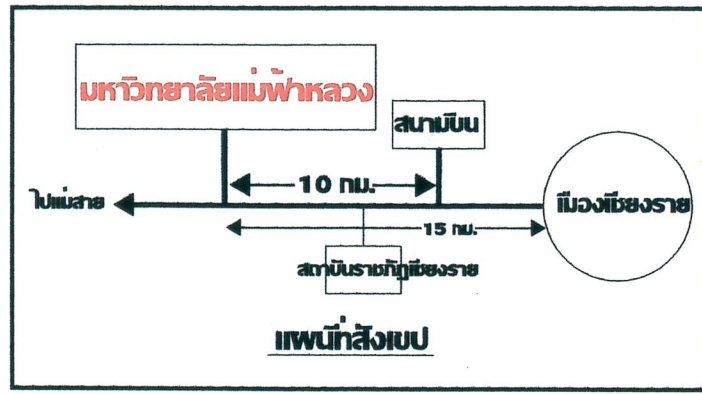 มหาวิทยาลัยแม่ฟ้าหลวง
สนามบิน
10 กม.
ไปแม่สาย
เมืองเชียงราย
15 กม.
สถาบันราชภัฏเชียงราย
แผนที่สังเขป